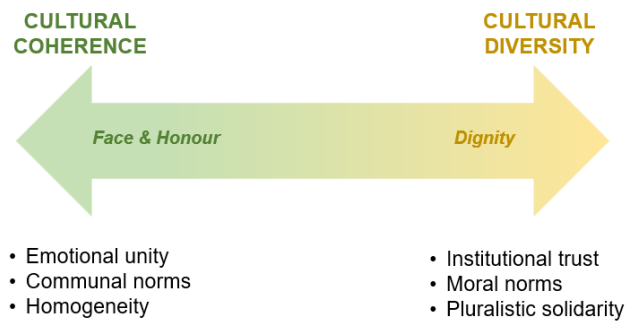 CULTURAL
COHERENCE
CULTURAL
DIVERSITY
Face & Honour
Dignity
• Emotional unity
• Communal norms
• Homogeneity
• Institutional trust
• Moral norms
• Pluralistic solidarity